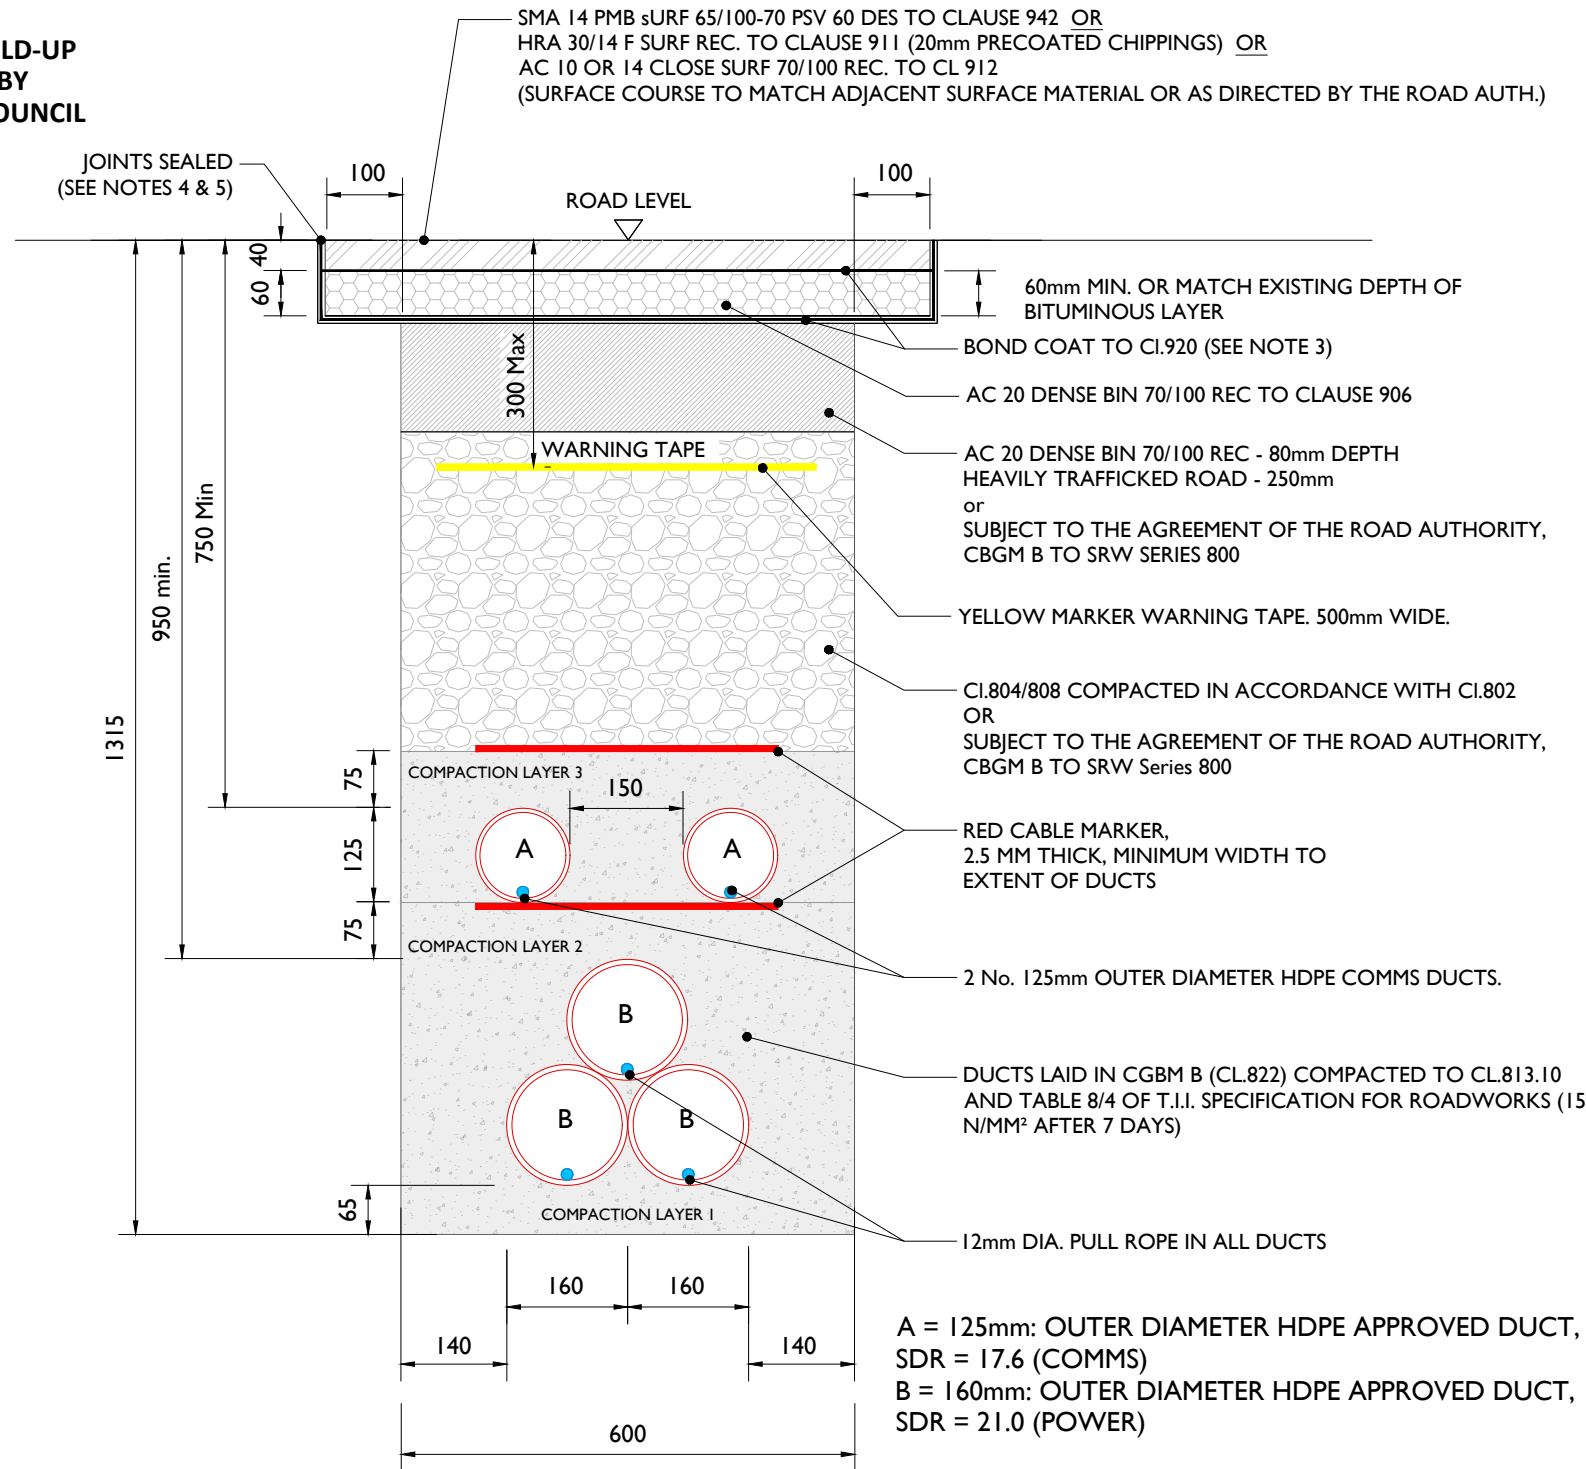 SMA 14 PMB sURF 65/100-70 PSV 60 DES TO CLAUSE 942 OR
HRA 30/14 F SURF REC. TO CLAUSE 911 (20mm PRECOATED CHIPPINGS) OR
AC 10 OR 14 CLOSE SURF 70/100 REC. TO CL 912
(SURFACE COURSE TO MATCH ADJACENT SURFACE MATERIAL OR AS DIRECTED BY THE ROAD AUTH.)
LD-UP
BY
OUNCIL
JOINTS SEALED
(SEE NOTES 4 & 5)
100
100
ROAD LEVEL
40
60
60mm MIN. OR MATCH EXISTING DEPTH OF
BITUMINOUS LAYER
BOND COAT TO Cl.920 (SEE NOTE 3)
300 Max
AC 20 DENSE BIN 70/100 REC TO CLAUSE 906
WARNING TAPE
AC 20 DENSE BIN 70/100 REC - 80mm DEPTH
HEAVILY TRAFFICKED ROAD - 250mm
or
SUBJECT TO THE AGREEMENT OF THE ROAD AUTHORITY,
CBGM B TO SRW SERIES 800
750 Min
950 min.
1315
YELLOW MARKER WARNING TAPE. 500mm WIDE.
Cl.804/808 COMPACTED IN ACCORDANCE WITH Cl.802
OR
SUBJECT TO THE AGREEMENT OF THE ROAD AUTHORITY,
CBGM B TO SRW Series 800
75
COMPACTION LAYER 3
150
125
A
A
RED CABLE MARKER,
2.5 MM THICK, MINIMUM WIDTH TO
EXTENT OF DUCTS
75
COMPACTION LAYER 2
2 No. 125mm OUTER DIAMETER HDPE COMMS DUCTS.
B
B
B
DUCTS LAID IN CGBM B (CL.822) COMPACTED TO CL.813.10
AND TABLE 8/4 OF T.I.I. SPECIFICATION FOR ROADWORKS (15
N/MM² AFTER 7 DAYS)
65
COMPACTION LAYER 1
12mm DIA. PULL ROPE IN ALL DUCTS
160
160
140
140
600
A = 125mm: OUTER DIAMETER HDPE APPROVED DUCT,
SDR = 17.6 (COMMS)
B = 160mm: OUTER DIAMETER HDPE APPROVED DUCT,
SDR = 21.0 (POWER)